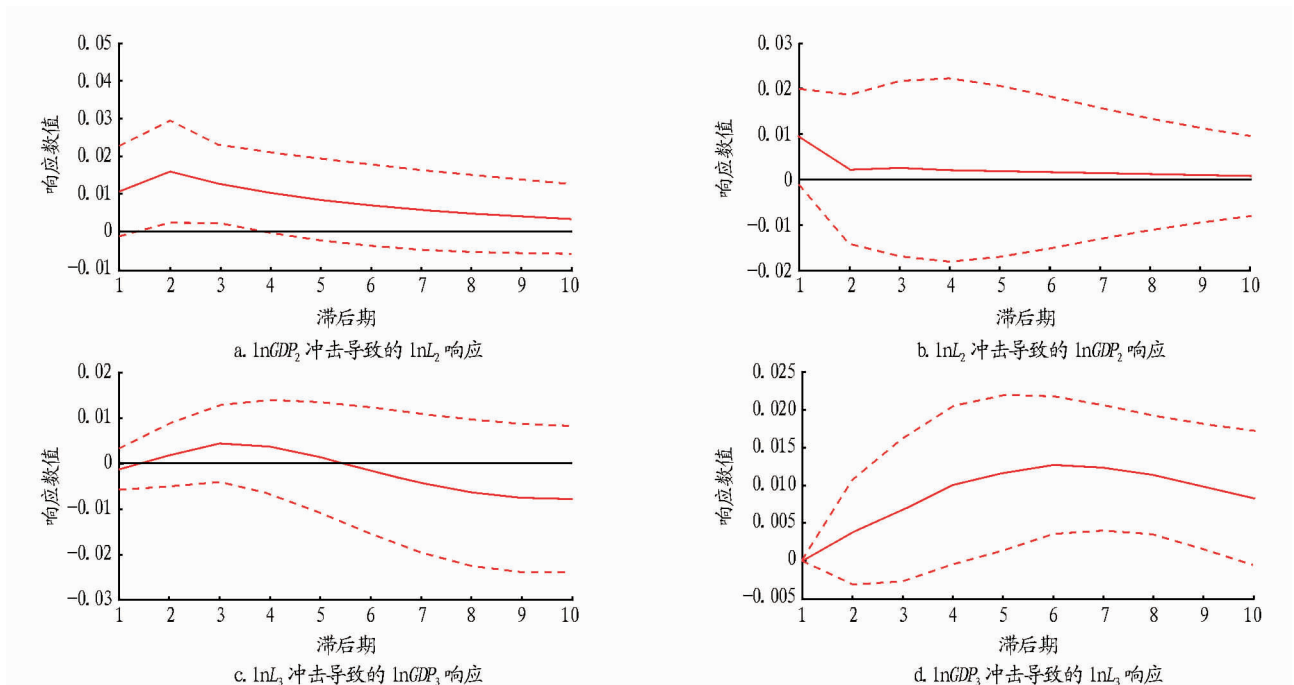 0.05
0.04
0.03
0.02
0.01
0
-0.01
响应数值
1 2 3 4 5 6 7 8 9 10
滞后期
a. lnGDP₂ 冲击导致的 lnL₂ 响应
0.03
0.02
0.01
0
-0.01
-0.02
响应数值
1 2 3 4 5 6 7 8 9 10
滞后期
b. lnL₂ 冲击导致的 lnGDP₂ 响应
0.02
0.01
0
-0.01
-0.02
-0.03
响应数值
1 2 3 4 5 6 7 8 9 10
滞后期
c. lnL₃ 冲击导致的 lnGDP₃ 响应
0.025
0.020
0.015
0.010
0.005
0
-0.005
响应数值
1 2 3 4 5 6 7 8 9 10
滞后期
d. lnGDP₃ 冲击导致的 lnL₃ 响应